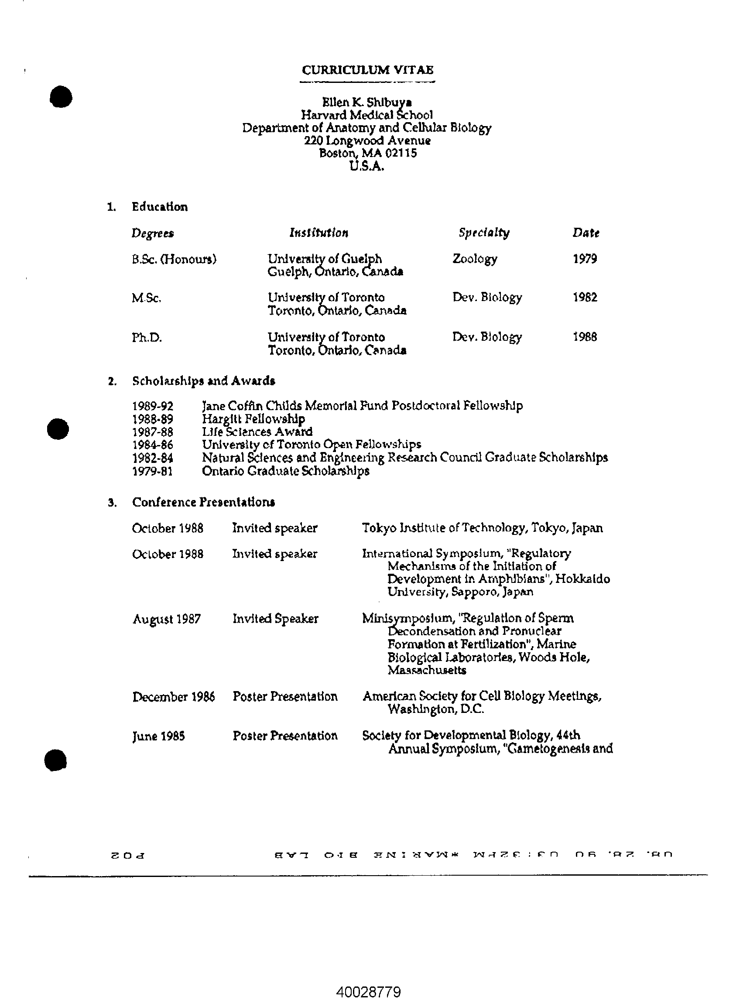 CURRICULUM VITAE
Ellen K. Shibuya
Harvard Medical School
Department of Anatomy and Cellular Biology
220 Longwood Avenue
Boston, MA 02115
U.S.A.
1. Education
Degrees Institution Specialty Date
B.Sc. (Honours) University of Guelph Zoology 1979
Guelph, Ontario, Canada
M.Sc. University of Toronto Dev. Biology 1982
Toronto, Ontario, Canada
Ph.D. University of Toronto Dev. Biology 1988
Toronto, Ontario, Canada
2. Scholarships and Awards
1989-92 Jane Coffin Childs Memorial Fund Postdoctoral Fellowship
1988-89 Hargitt Fellowship
1987-88 Life Sciences Award
1984-86 University of Toronto Open Fellowships
1982-84 Natural Sciences and Engineering Research Council Graduate Scholarships
1979-81 Ontario Graduate Scholarships
3. Conference Presentations
October 1988 Invited speaker Tokyo Institute of Technology, Tokyo, Japan
October 1988 Invited speaker International Symposium, "Regulatory
Mechanisms of the Initiation of
Development in Amphibians", Hokkaido
University, Sapporo, Japan
August 1987 Invited Speaker Minisymposium, "Regulation of Sperm
Decondensation and Pronuclear
Formation at Fertilization", Marine
Biological Laboratories, Woods Hole,
Massachusetts
December 1986 Poster Presentation American Society for Cell Biology Meetings,
Washington, D.C.
June 1985 Poster Presentation Society for Developmental Biology, 44th
Annual Symposium, "Gametogenesis and
P02 *MARINE BIO LAB 03:32PM
40028779